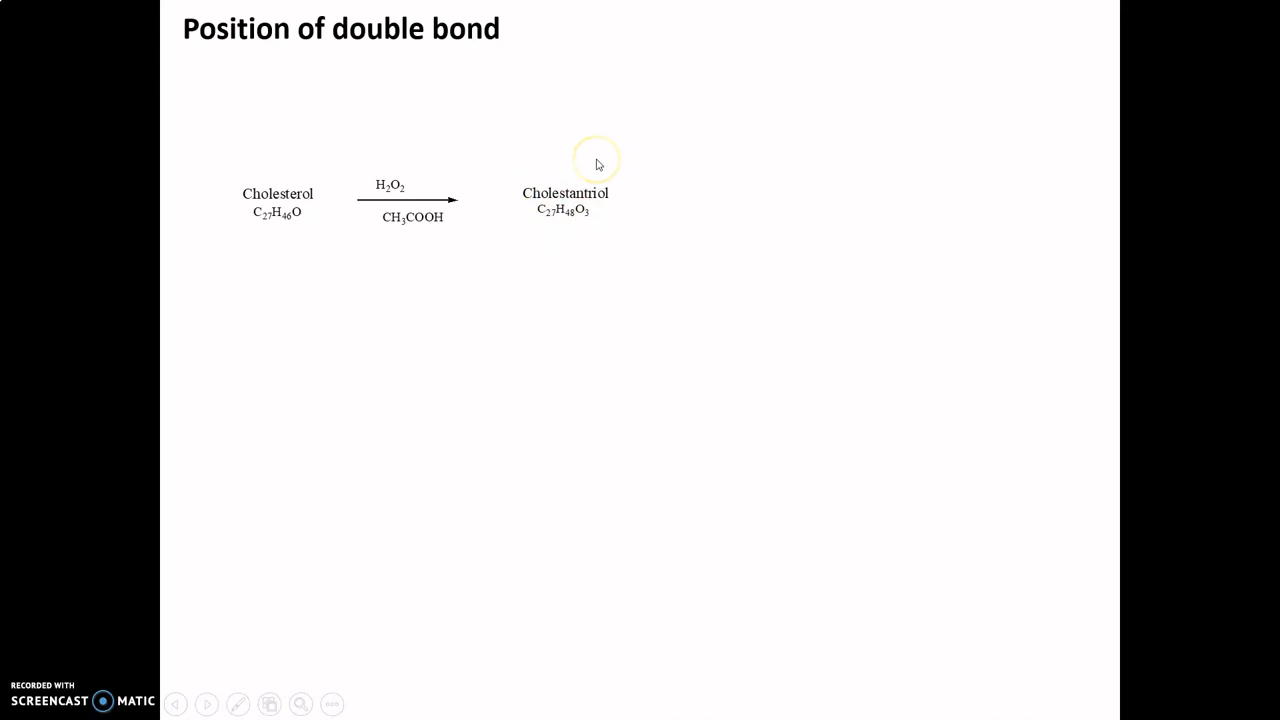 Position of double bond
Cholesterol
C27H46O
H2O2
CH3COOH
Cholestantriol
C27H48O3
RECORDED WITH
SCREENCAST MATIC